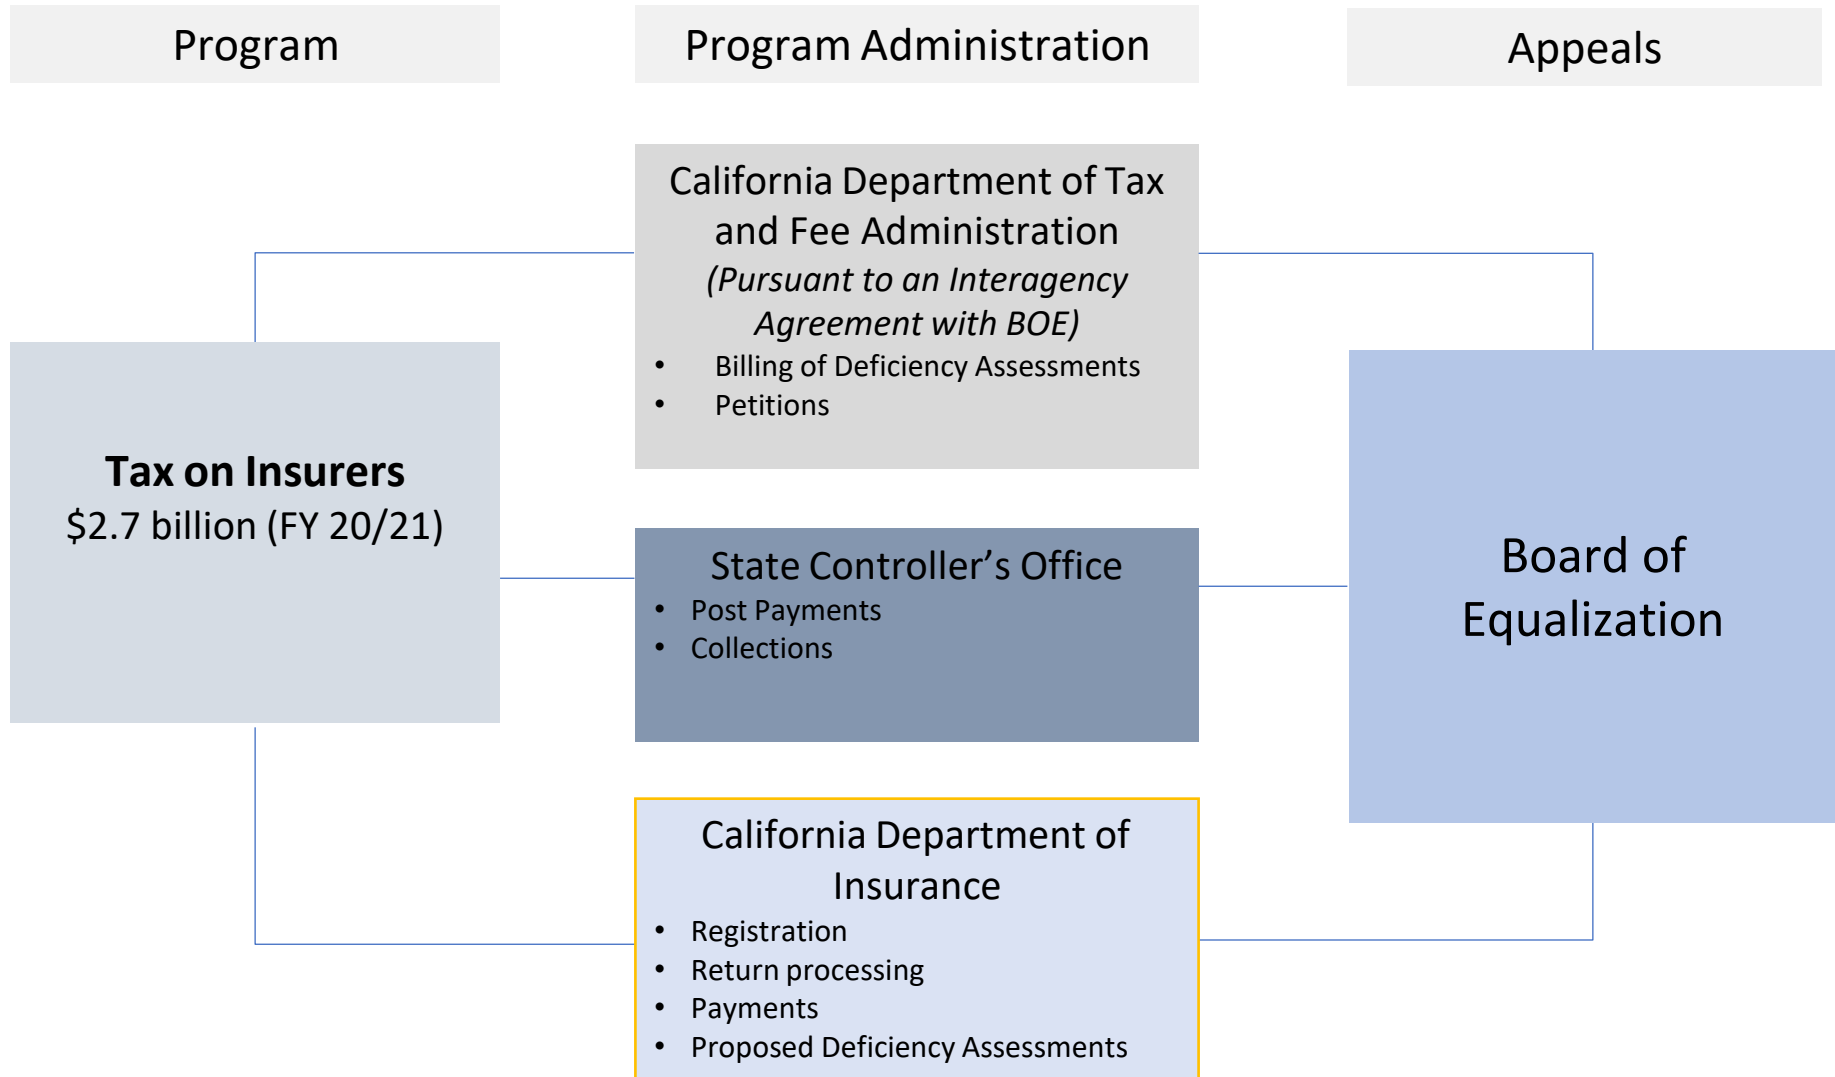 Program
Program Administration
Appeals
California Department of Tax
and Fee Administration
(Pursuant to an Interagency
Agreement with BOE)
• Billing of Deficiency Assessments
• Petitions
Tax on Insurers
$2.7 billion (FY 20/21)
State Controller’s Office
• Post Payments
• Collections
Board of
Equalization
California Department of
Insurance
• Registration
• Return processing
• Payments
• Proposed Deficiency Assessments